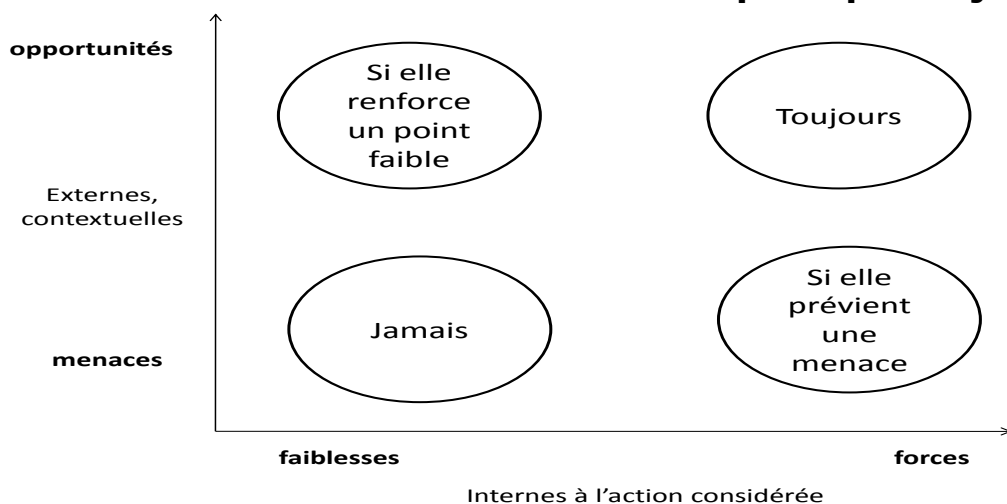 opportunités
Si elle
renforce
un point
faible
Toujours
Externes,
contextuelles
Jamais
Si elle
prévient
une
menace
menaces
faiblesses
forces
Internes à l’action considérée